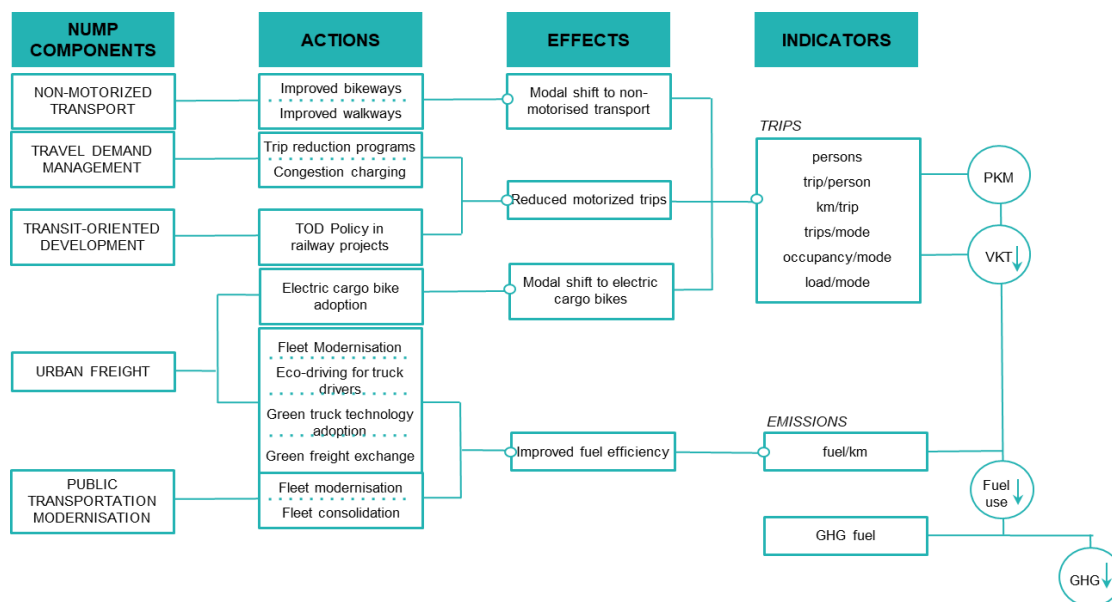 NUMP
COMPONENTS
ACTIONS
EFFECTS
INDICATORS
NON-MOTORIZED
TRANSPORT
Improved bikeways
Improved walkways
Modal shift to non-
motorised transport
TRAVEL DEMAND
MANAGEMENT
Trip reduction programs
Congestion charging
Reduced motorized trips
TRANSIT-ORIENTED
DEVELOPMENT
TOD Policy in
railway projects
Electric cargo bike
adoption
Modal shift to electric
cargo bikes
URBAN FREIGHT
Fleet Modernisation
Eco-driving for truck
drivers
Green truck technology
adoption
Green freight exchange
Improved fuel efficiency
PUBLIC
TRANSPORTATION
MODERNISATION
Fleet modernisation
Fleet consolidation
TRIPS
persons
trip/person
km/trip
trips/mode
occupancy/mode
load/mode
PKM
VKT
EMISSIONS
fuel/km
Fuel
use
GHG fuel
GHG